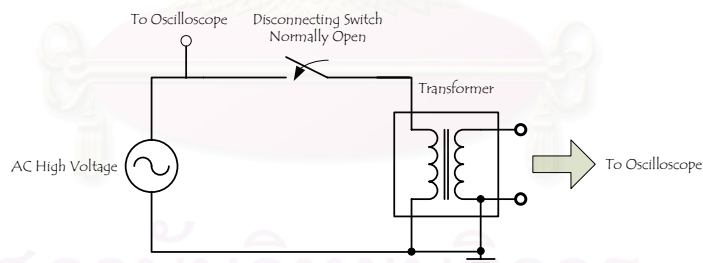 To Oscilloscope
Disconnecting Switch
Normally Open
Transformer
AC High Voltage
To Oscilloscope